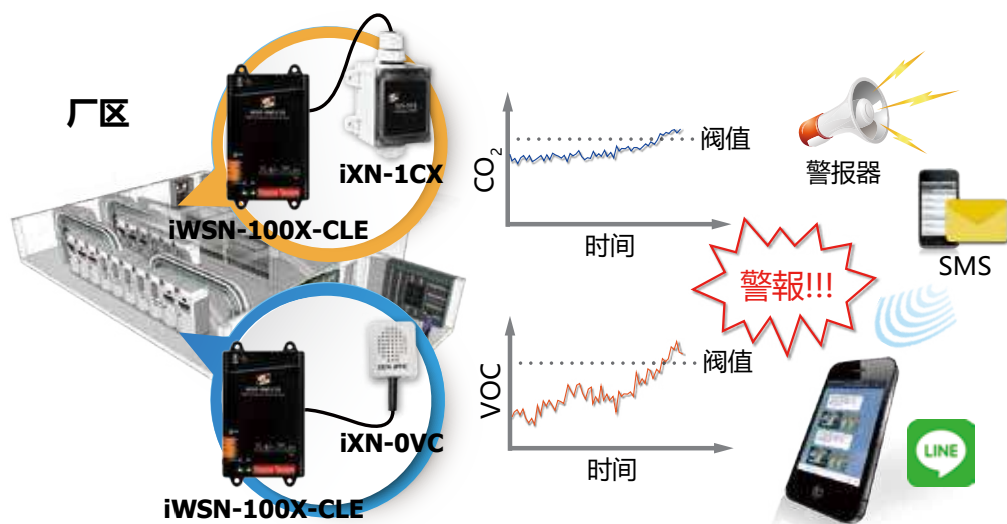 厂区
iXN-1CX
iWSN-100X-CLE
iXN-0VC
iWSN-100X-CLE
CO₂
阀值
时间
VOC
阀值
时间
警报器
SMS
警報!!!
LINE